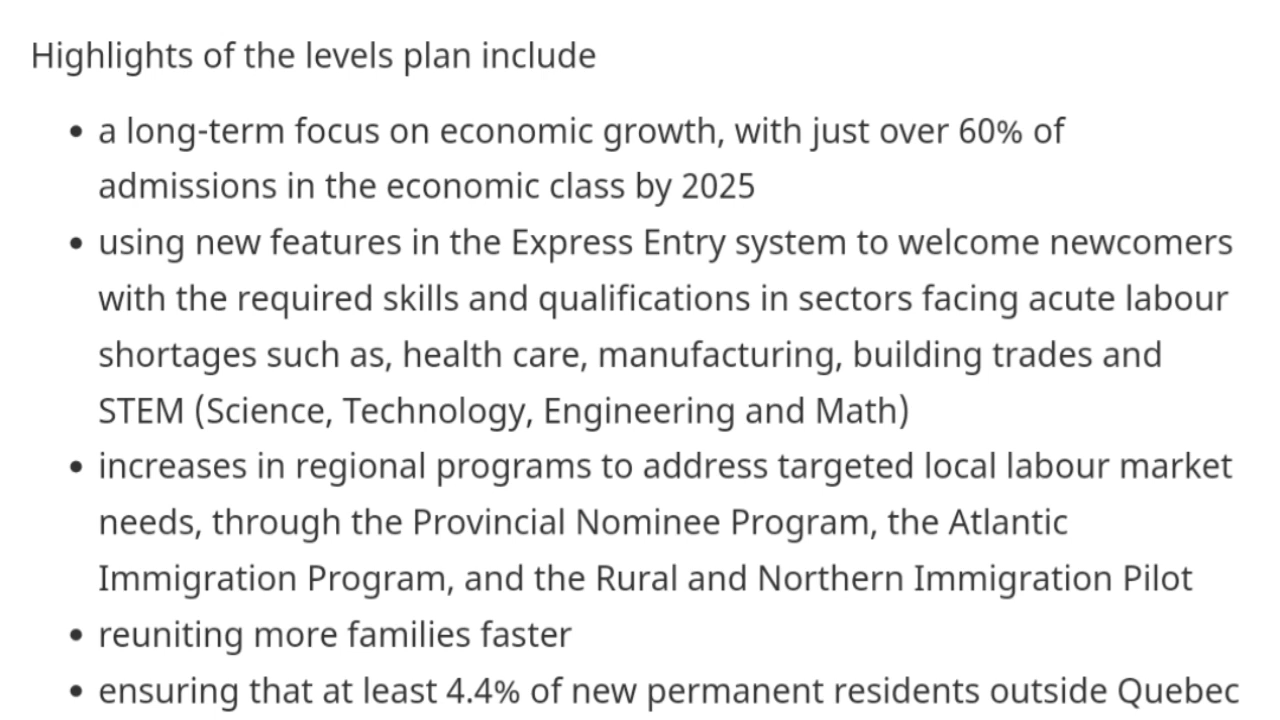 Highlights of the levels plan include
• a long-term focus on economic growth, with just over 60% of
admissions in the economic class by 2025
• using new features in the Express Entry system to welcome newcomers
with the required skills and qualifications in sectors facing acute labour
shortages such as, health care, manufacturing, building trades and
STEM (Science, Technology, Engineering and Math)
• increases in regional programs to address targeted local labour market
needs, through the Provincial Nominee Program, the Atlantic
Immigration Program, and the Rural and Northern Immigration Pilot
• reuniting more families faster
• ensuring that at least 4.4% of new permanent residents outside Quebec